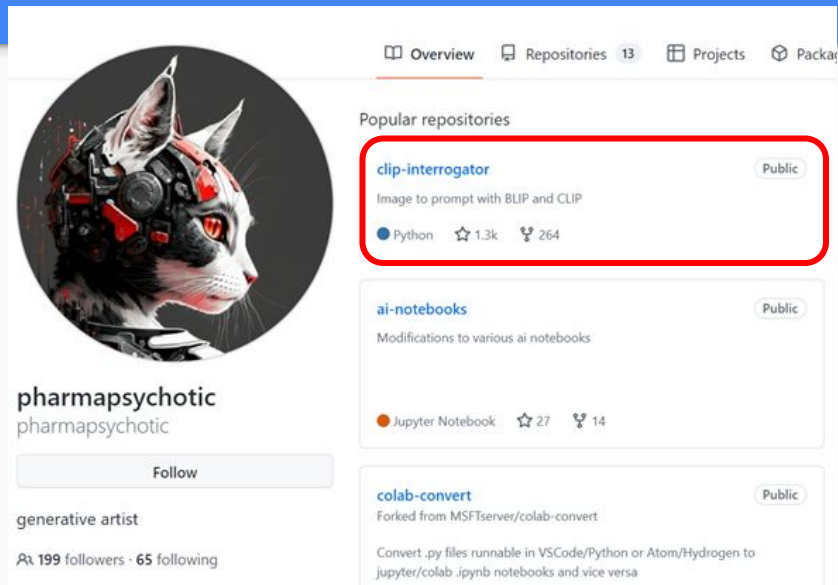 Overview Repositories 13 Projects
Popular repositories
clip-interrogator Public
Image to prompt with BLIP and CLIP
Python 1.3k 264
ai-notebooks Public
Modifications to various ai notebooks
Jupyter Notebook 27 14
colab-convert Public
Forked from MSFTserver/colab-convert
Convert .py files runnable in VSCode/Python or Atom/Hydrogen to
jupyter/colab .ipynb notebooks and vice versa
pharmapsychotic
pharmapsychotic
Follow
generative artist
199 followers · 65 following